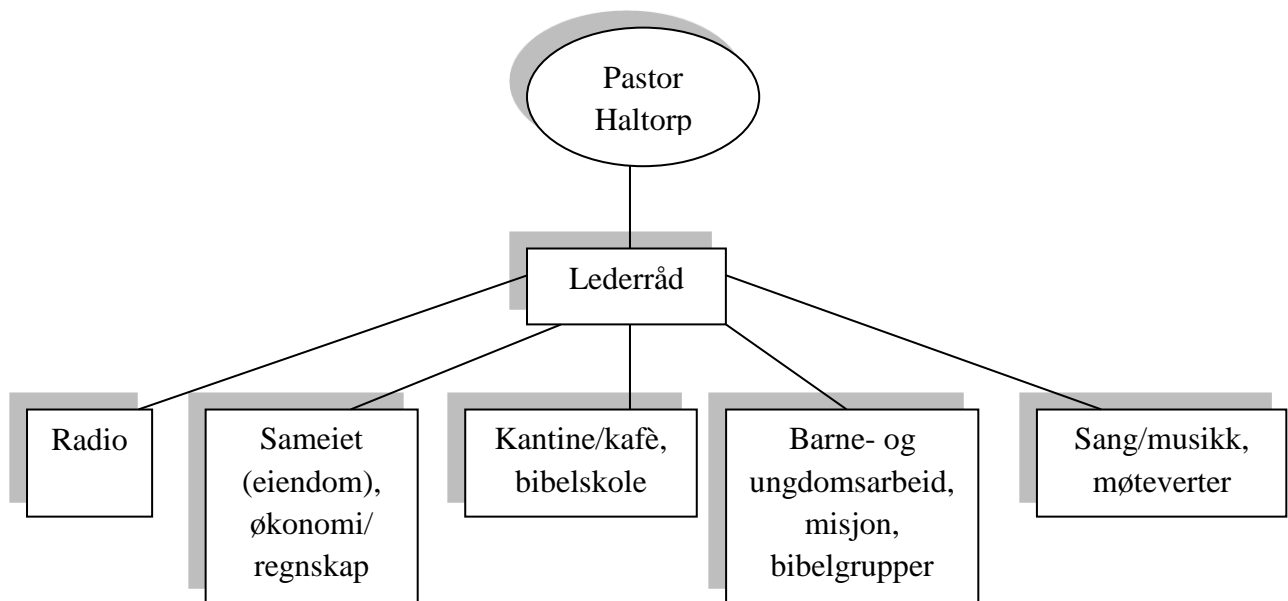 Pastor
Haltorp
Lederråd
Radio
Sameiet
(eiendom),
økonomi/
regnskap
Kantine/kafè,
bibelskole
Barne- og
ungdomsarbeid,
misjon,
bibelgrupper
Sang/musikk,
møteverter